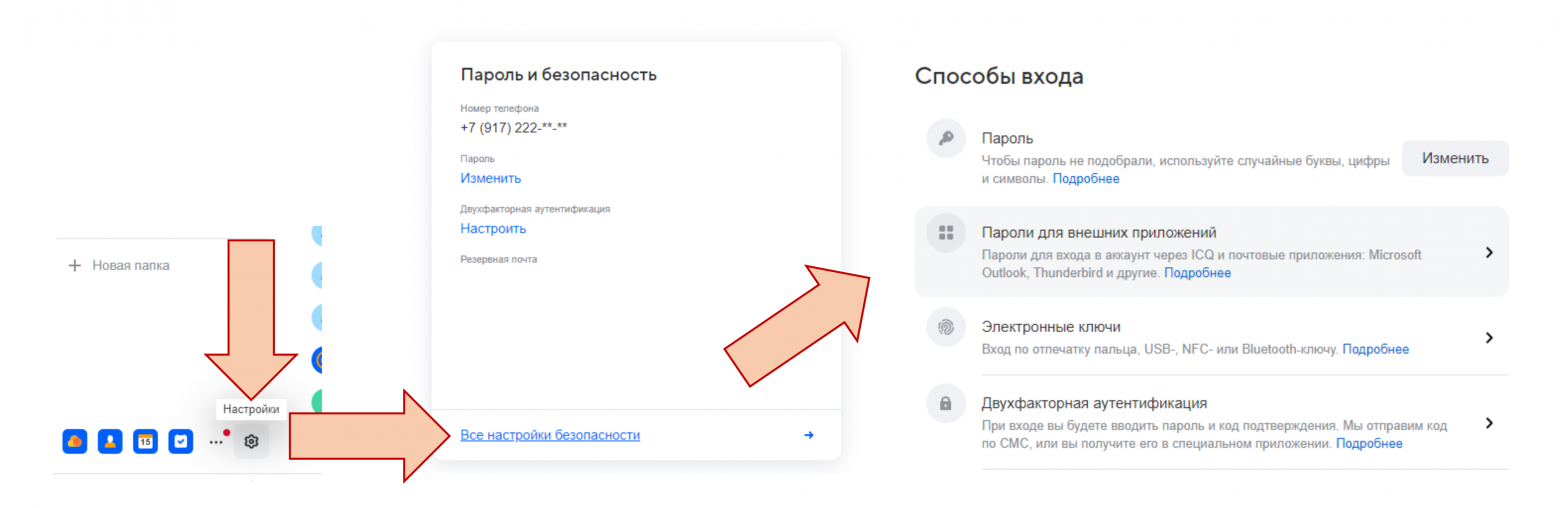 Новая папка
Настройки
15
Пароль и безопасность
Номер телефона
+7 (917) 222-**-**
Пароль
Изменить
Двухфакторная аутентификация
Настроить
Резервная почта
Все настройки безопасности
Способы входа
Пароль
Чтобы пароль не подобрали, используйте случайные буквы, цифры
и символы. Подробнее
Изменить
Пароли для внешних приложений
Пароли для входа в аккаунт через ICQ и почтовые приложения: Microsoft
Outlook, Thunderbird и другие. Подробнее
Электронные ключи
Вход по отпечатку пальца, USB-, NFC- или Bluetooth-ключу. Подробнее
Двухфакторная аутентификация
При входе вы будете вводить пароль и код подтверждения. Мы отправим код
по СМС, или вы получите его в специальном приложении. Подробнее